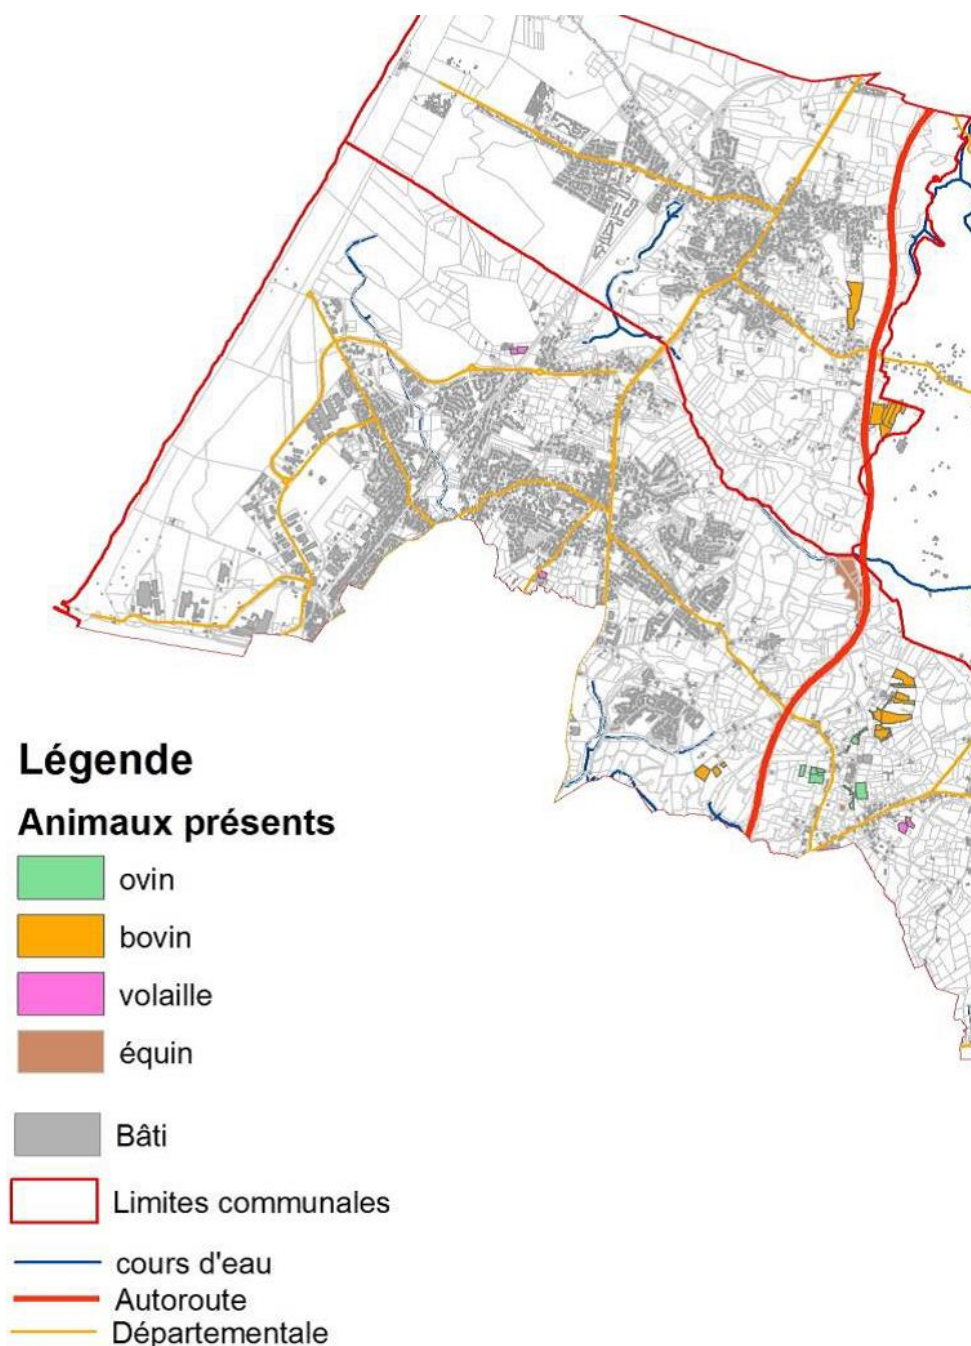 Légende
Animaux présents
ovin
bovin
volaille
équin
Bâti
Limites communales
cours d'eau
Autoroute
Départementale